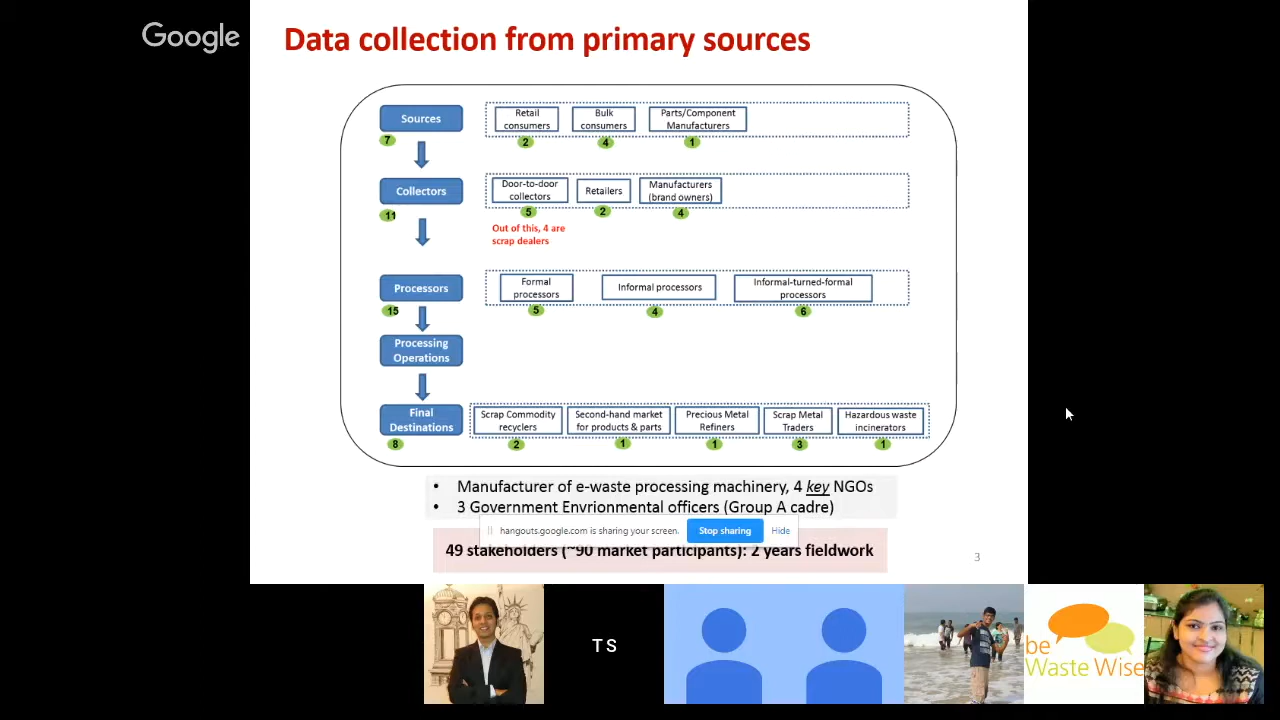 Google
Data collection from primary sources
Sources
Retail
consumers
Bulk
consumers
Parts/Component
Manufacturers
7
2
4
1
Collectors
Door-to-door
collectors
Retailers
Manufacturers
(brand owners)
11
5
2
4
Out of this, 4 are
scrap dealers
Processors
Formal
processors
Informal processors
Informal-turned-formal
processors
15
5
4
6
Processing
Operations
Final
Destinations
Scrap Commodity
recyclers
Second-hand market
for products & parts
Precious Metal
Refiners
Scrap Metal
Traders
Hazardous waste
incinerators
8
2
1
1
3
1
• Manufacturer of e-waste processing machinery, 4 key NGOs
• 3 Government Envrionmental officers (Group A cadre)
hangouts.google.com is sharing your screen.
Stop sharing
Hide
49 stakeholders (~90 market participants): 2 years fieldwork
3
TS
be
Waste Wise